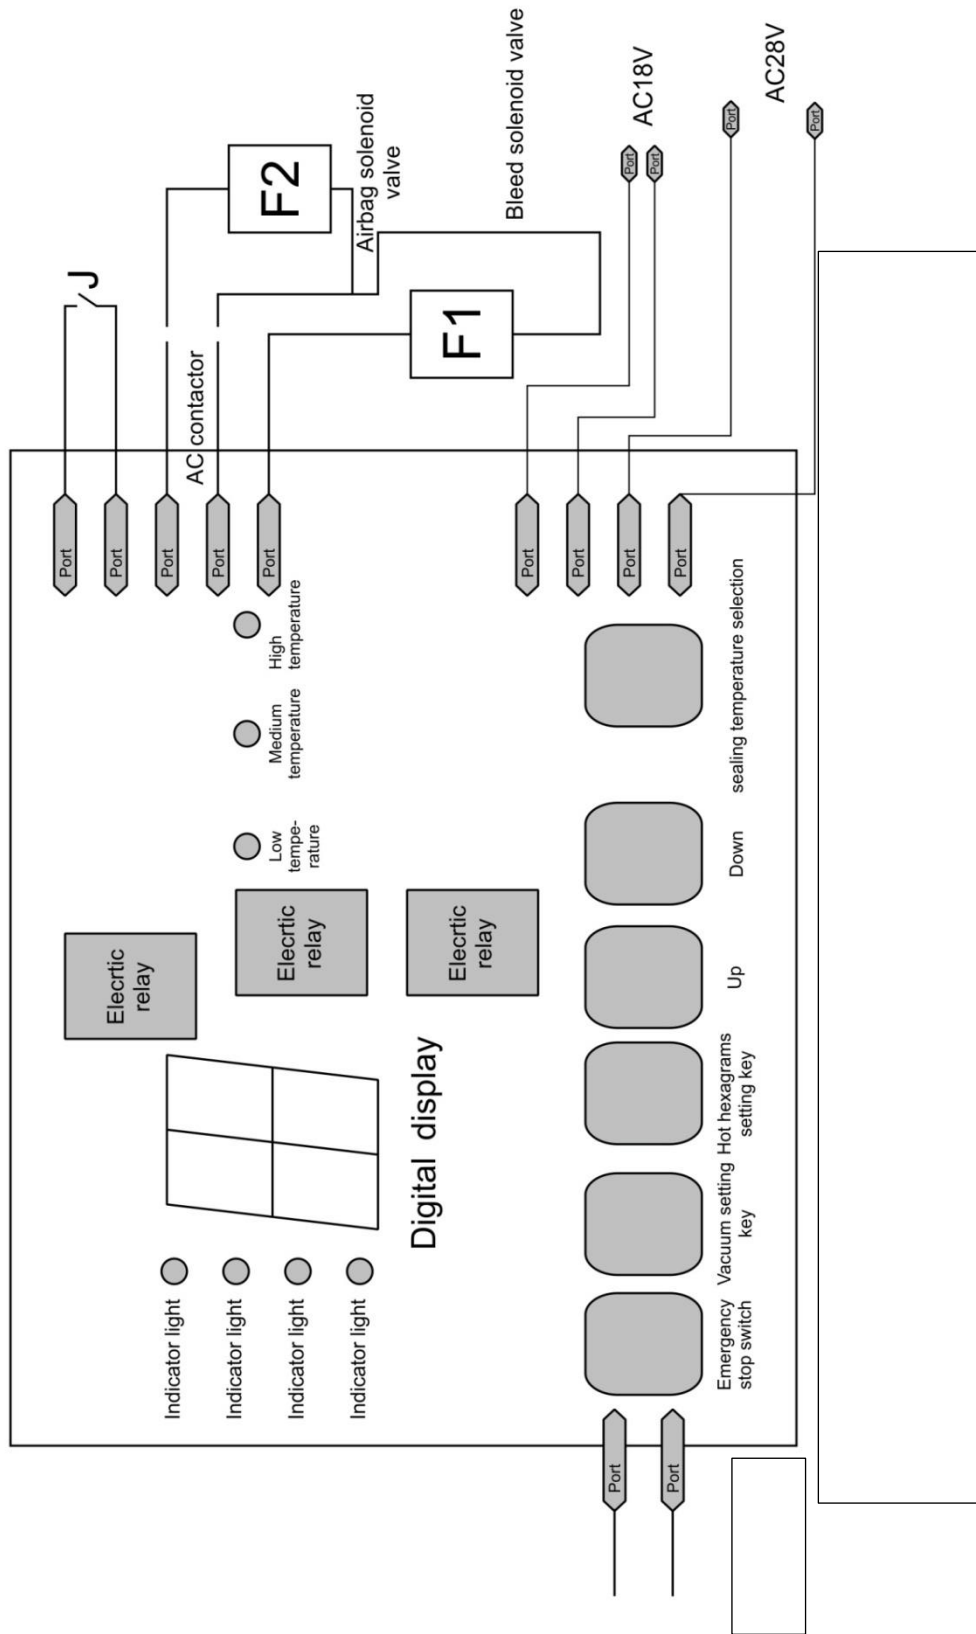 J
F2
Airbag solenoid
valve
AC contactor
F1
Bleed solenoid valve
AC18V
AC28V
Port
Port
Port
Port
Port
Port
Port
Port
Port
Port
Port
Port
Port
High
temperature
Medium
temperature
Low
tempe-
rature
Elecrtic
relay
Elecrtic
relay
Elecrtic
relay
Digital display
Indicator light
Indicator light
Indicator light
Indicator light
Emergency
stop switch
Vacuum setting
key
Hot hexagrams
setting key
Up
Down
sealing temperature selection
Port
Port